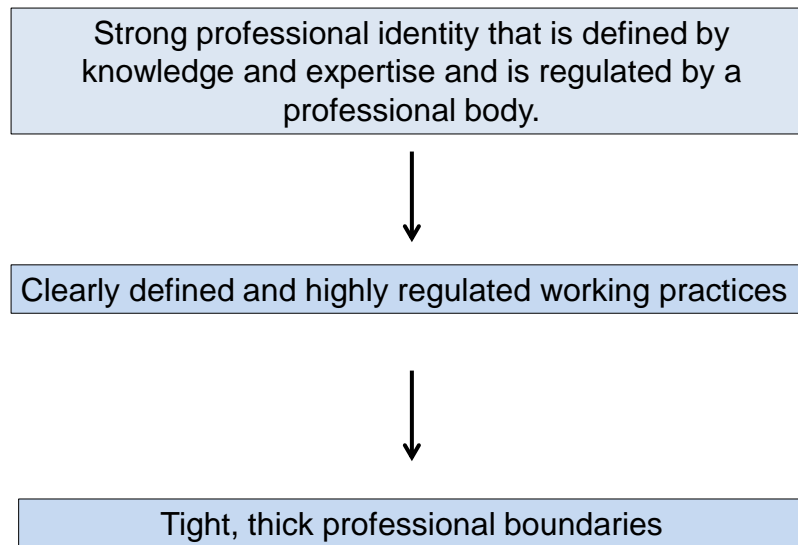 Strong professional identity that is defined by
knowledge and expertise and is regulated by a
professional body.
Clearly defined and highly regulated working practices
Tight, thick professional boundaries